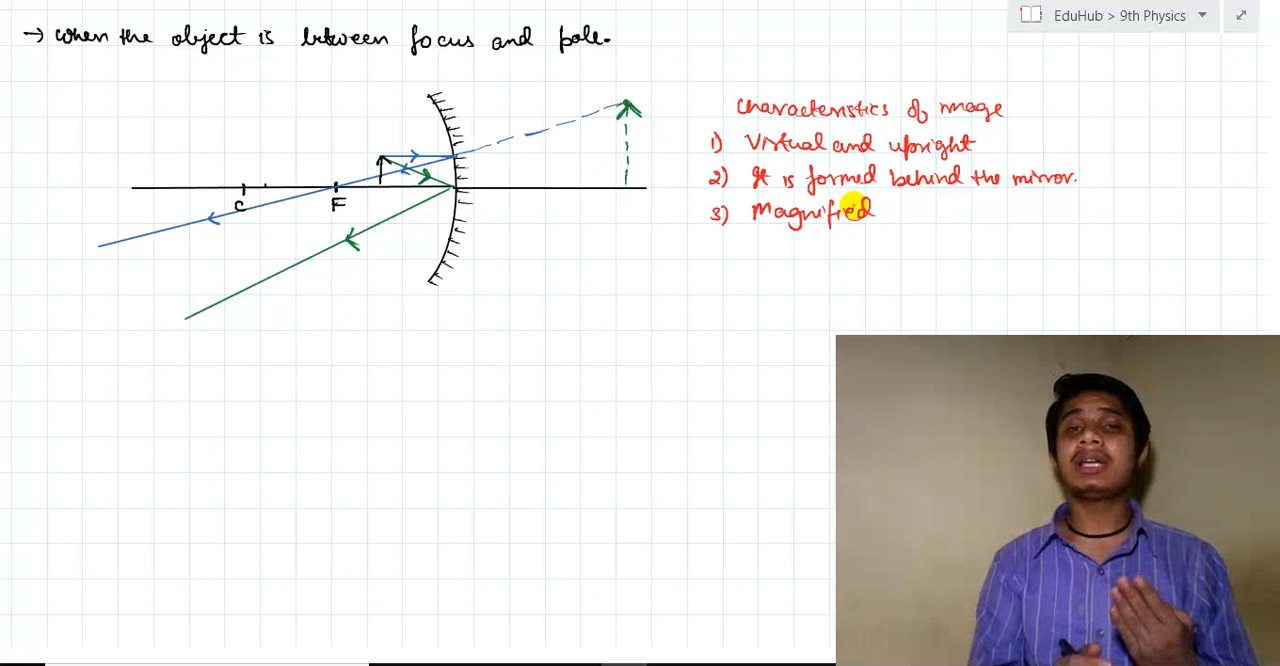 EduHub > 9th Physics
→ When the object is between focus and pole.
Characteristics of image
1) Virtual and upright
2) It is formed behind the mirror.
3) Magnified
C
F